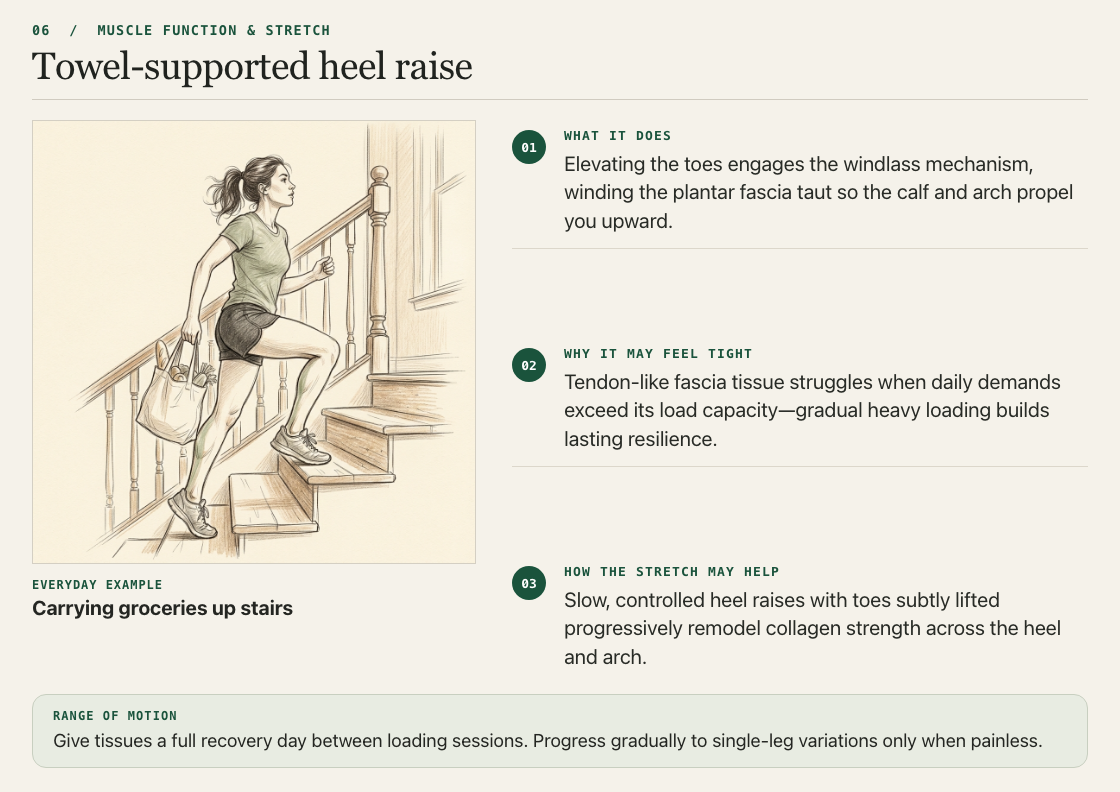 06 / MUSCLE FUNCTION & STRETCH
Towel-supported heel raise
EVERYDAY EXAMPLE
Carrying groceries up stairs
01
WHAT IT DOES
Elevating the toes engages the windlass mechanism,
winding the plantar fascia taut so the calf and arch propel
you upward.
02
WHY IT MAY FEEL TIGHT
Tendon-like fascia tissue struggles when daily demands
exceed its load capacity—gradual heavy loading builds
lasting resilience.
03
HOW THE STRETCH MAY HELP
Slow, controlled heel raises with toes subtly lifted
progressively remodel collagen strength across the heel
and arch.
RANGE OF MOTION
Give tissues a full recovery day between loading sessions. Progress gradually to single-leg variations only when painless.